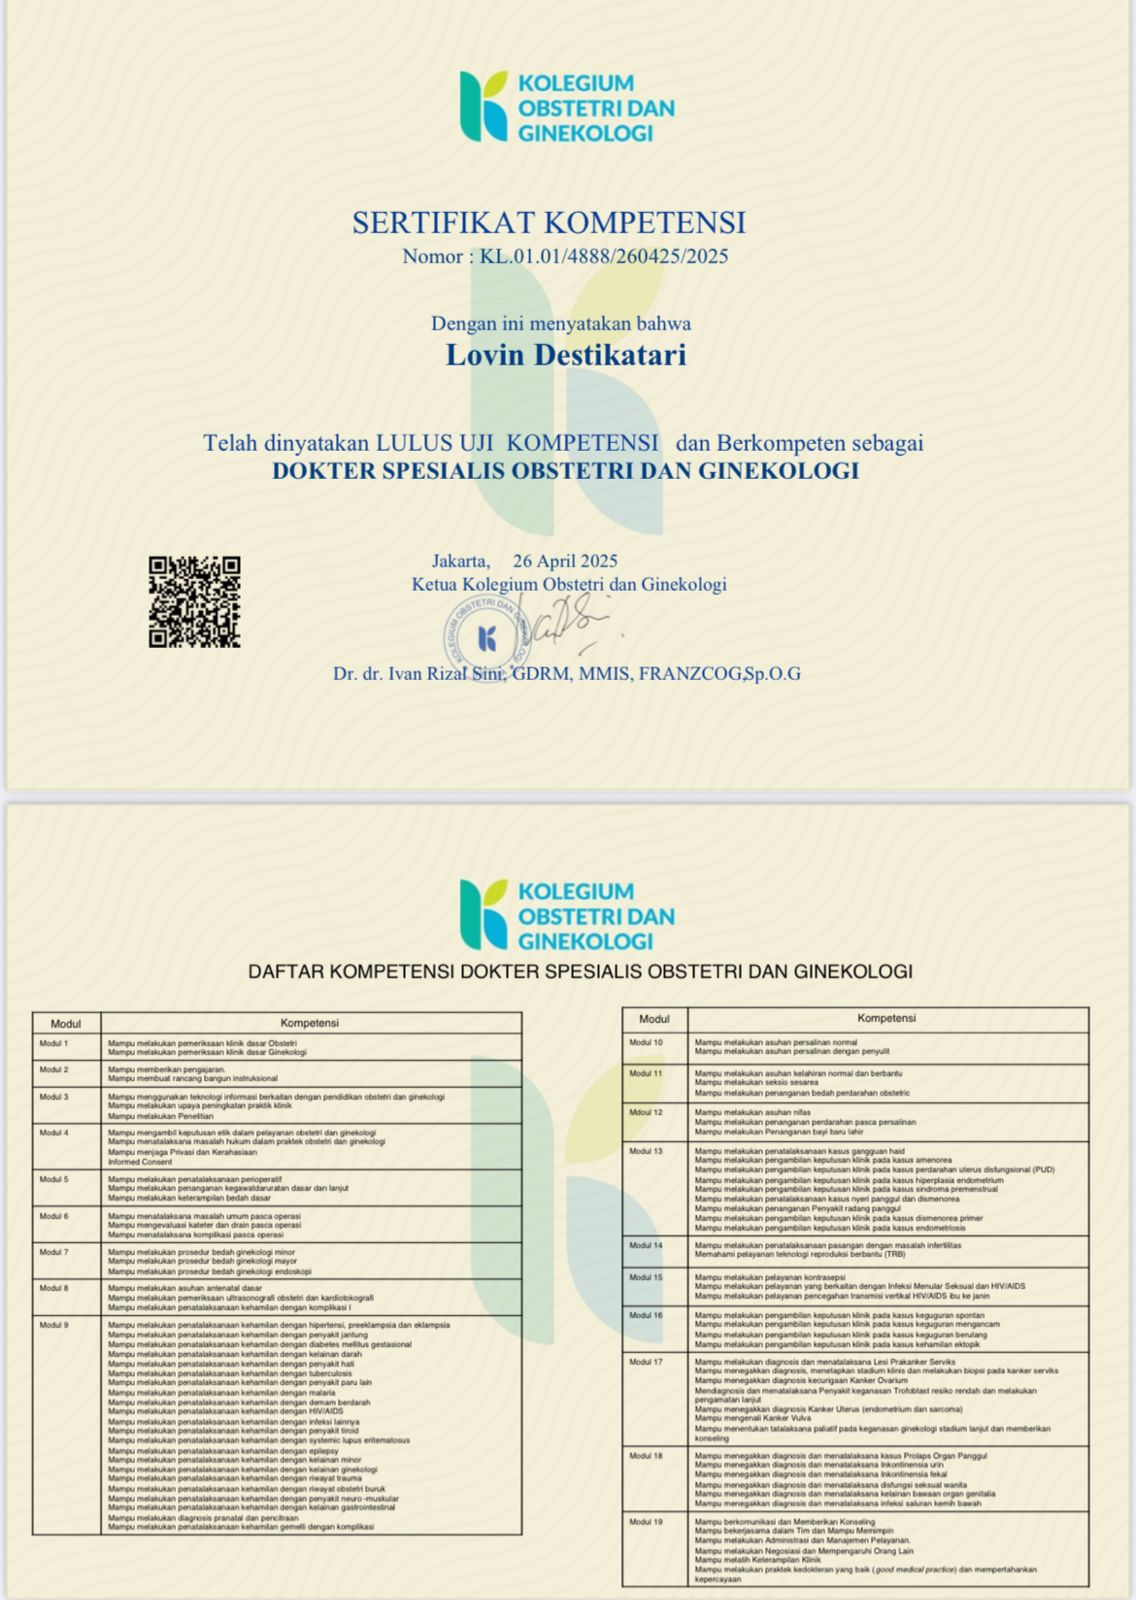 KOLEGIUM
OBSTETRI DAN
GINEKOLOGI
SERTIFIKAT KOMPETENSI
Nomor : KL.01.01/4888/260425/2025
Dengan ini menyatakan bahwa
Lovin Destikatari
Telah dinyatakan LULUS UJI KOMPETENSI dan Berkompeten sebagai
DOKTER SPESIALIS OBSTETRI DAN GINEKOLOGI
Jakarta, 26 April 2025
Ketua Kolegium Obstetri dan Ginekologi
KOLEGIUM OBSTETRI DAN GINEKOLOGI
Dr. dr. Ivan Rizal Sini, GDRM, MMIS, FRANZCOG,Sp.O.G
KOLEGIUM
OBSTETRI DAN
GINEKOLOGI
DAFTAR KOMPETENSI DOKTER SPESIALIS OBSTETRI DAN GINEKOLOGI
Modul Kompetensi
Modul 1 Mampu melakukan pemeriksaan klinik dasar Obstetri
Mampu melakukan pemeriksaan klinik dasar Ginekologi
Modul 2 Mampu memberikan pengajaran.
Mampu membuat rancang bangun instruksional
Modul 3 Mampu menggunakan teknologi informasi berkaitan dengan pendidikan obstetri dan ginekologi
Mampu melakukan upaya peningkatan praktik klinik
Mampu melakukan Penelitian
Modul 4 Mampu mengambil keputusan etik dalam pelayanan obstetri dan ginekologi
Mampu menatalaksana masalah hukum dalam praktek obstetri dan ginekologi
Mampu menjaga Privasi dan Kerahasiaan
Informed Consent
Modul 5 Mampu melakukan penatalaksanaan perioperatif
Mampu melakukan penanganan kegawatdaruratan dasar dan lanjut
Mampu melakukan keterampilan bedah dasar
Modul 6 Mampu menatalaksana masalah umum pasca operasi
Mampu mengevaluasi kateter dan drain pasca operasi
Mampu menatalaksana komplikasi pasca operasi
Modul 7 Mampu melakukan prosedur bedah ginekologi minor
Mampu melakukan prosedur bedah ginekologi mayor
Mampu melakukan prosedur bedah ginekologi endoskopi
Modul 8 Mampu melakukan asuhan antenatal dasar
Mampu melakukan pemeriksaan ultrasonografi obstetri dan kardiotokografi
Mampu melakukan penatalaksanaan kehamilan dengan komplikasi I
Modul 9 Mampu melakukan penatalaksanaan kehamilan dengan hipertensi, preeklampsia dan eklampsia
Mampu melakukan penatalaksanaan kehamilan dengan penyakit jantung
Mampu melakukan penatalaksanaan kehamilan dengan diabetes mellitus gestasional
Mampu melakukan penatalaksanaan kehamilan dengan kelainan darah
Mampu melakukan penatalaksanaan kehamilan dengan penyakit hati
Mampu melakukan penatalaksanaan kehamilan dengan tuberculosis
Mampu melakukan penatalaksanaan kehamilan dengan penyakit paru lain
Mampu melakukan penatalaksanaan kehamilan dengan malaria
Mampu melakukan penatalaksanaan kehamilan dengan demam berdarah
Mampu melakukan penatalaksanaan kehamilan dengan HIV/AIDS
Mampu melakukan penatalaksanaan kehamilan dengan infeksi lainnya
Mampu melakukan penatalaksanaan kehamilan dengan penyakit tiroid
Mampu melakukan penatalaksanaan kehamilan dengan systemic lupus eritematosus
Mampu melakukan penatalaksanaan kehamilan dengan epilepsy
Mampu melakukan penatalaksanaan kehamilan dengan kelainan minor
Mampu melakukan penatalaksanaan kehamilan dengan kelainan ginekologi
Mampu melakukan penatalaksanaan kehamilan dengan riwayat trauma
Mampu melakukan penatalaksanaan kehamilan dengan riwayat obstetri buruk
Mampu melakukan penatalaksanaan kehamilan dengan penyakit neuro -muskular
Mampu melakukan penatalaksanaan kehamilan dengan kelainan gastrointestinal
Mampu melakukan diagnosis pranatal dan pencitraan
Mampu melakukan penatalaksanaan kehamilan gemelli dengan komplikasi
Modul Kompetensi
Modul 10 Mampu melakukan asuhan persalinan normal
Mampu melakukan asuhan persalinan dengan penyulit
Modul 11 Mampu melakukan asuhan kelahiran normal dan berbantu
Mampu melakukan seksio sesarea
Mampu melakukan penanganan bedah perdarahan obstetric
Mdoul 12 Mampu melakukan asuhan nifas
Mampu melakukan penanganan perdarahan pasca persalinan
Mampu melakukan Penanganan bayi baru lahir
Modul 13 Mampu melakukan penatalaksanaan kasus gangguan haid
Mampu melakukan pengambilan keputusan klinik pada kasus amenorea
Mampu melakukan pengambilan keputusan klinik pada kasus perdarahan uterus disfungsional (PUD)
Mampu melakukan pengambilan keputusan klinik pada kasus hiperplasia endometrium
Mampu melakukan pengambilan keputusan klinik pada kasus sindroma premenstrual
Mampu melakukan penatalaksanaan kasus nyeri panggul dan dismenorea
Mampu melakukan penanganan Penyakit radang panggul
Mampu melakukan pengambilan keputusan klinik pada kasus dismenorea primer
Mampu melakukan pengambilan keputusan klinik pada kasus endometriosis
Modul 14 Mampu melakukan penatalaksanaan pasangan dengan masalah infertilitas
Memahami pelayanan teknologi reproduksi berbantu (TRB)
Modul 15 Mampu melakukan pelayanan kontrasepsi
Mampu melakukan pelayanan yang berkaitan dengan Infeksi Menular Seksual dan HIV/AIDS
Mampu melakukan pelayanan pencegahan transmisi vertikal HIV/AIDS ibu ke janin
Modul 16 Mampu melakukan pengambilan keputusan klinik pada kasus keguguran spontan
Mampu melakukan pengambilan keputusan klinik pada kasus keguguran mengancam
Mampu melakukan pengambilan keputusan klinik pada kasus keguguran berulang
Mampu melakukan pengambilan keputusan klinik pada kasus kehamilan ektopik
Modul 17 Mampu melakukan diagnosis dan menatalaksana Lesi Prakanker Serviks
Mampu menegakkan diagnosis, menetapkan stadium klinis dan melakukan biopsi pada kanker serviks
Mampu menegakkan diagnosis kecurigaan Kanker Ovarium
Mendiagnosis dan menatalaksana Penyakit keganasan Trofoblast resiko rendah dan melakukan
pengamatan lanjut
Mampu menegakkan diagnosis Kanker Uterus (endometrium dan sarcoma)
Mampu mengenali Kanker Vulva
Mampu menentukan tatalaksana paliatif pada keganasan ginekologi stadium lanjut dan memberikan
konseling
Modul 18 Mampu menegakkan diagnosis dan menatalaksana kasus Prolaps Organ Panggul
Mampu menegakkan diagnosis dan menatalaksana Inkontinensia urin
Mampu menegakkan diagnosis dan menatalaksana Inkontinensia fekal
Mampu menegakkan diagnosis dan menatalaksana disfungsi seksual wanita
Mampu menegakkan diagnosis dan menatalaksana kelainan bawaan organ genitalia
Mampu menegakkan diagnosis dan menatalaksana infeksi saluran kemih bawah
Modul 19 Mampu berkomunikasi dan Memberikan Konseling
Mampu bekerjasama dalam Tim dan Mampu Memimpin
Mampu melakukan Administrasi dan Manajemen Pelayanan.
Mampu melakukan Negosiasi dan Mempengaruhi Orang Lain
Mampu melatih Keterampilan Klinik
Mampu melakukan praktek kedokteran yang baik (good medical practice) dan mempertahankan
kepercayaan